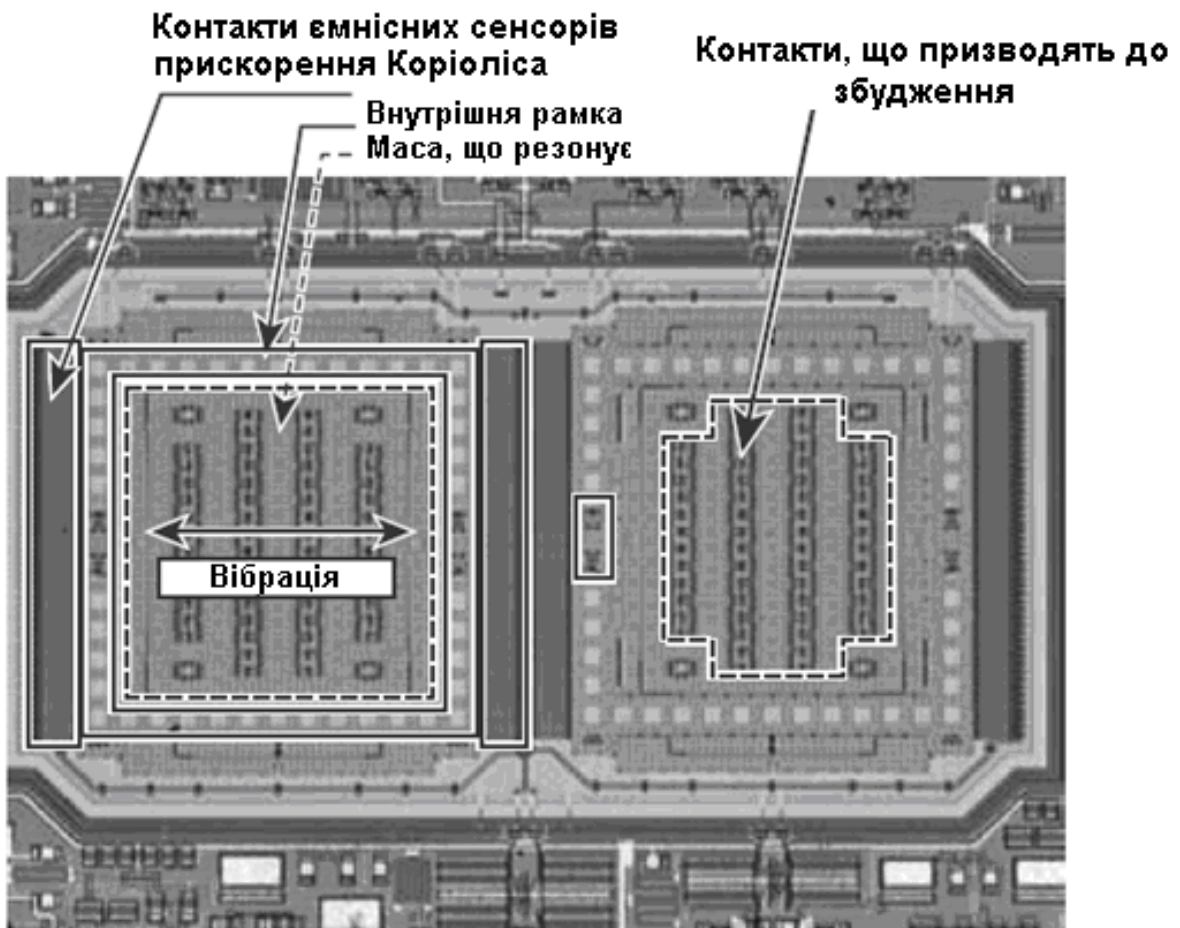 Контакти ємнісних сенсорів
прискорення Коріоліса
Контакти, що призводять до
збудження
Внутрішня рамка
Маса, що резонує
Вібрація